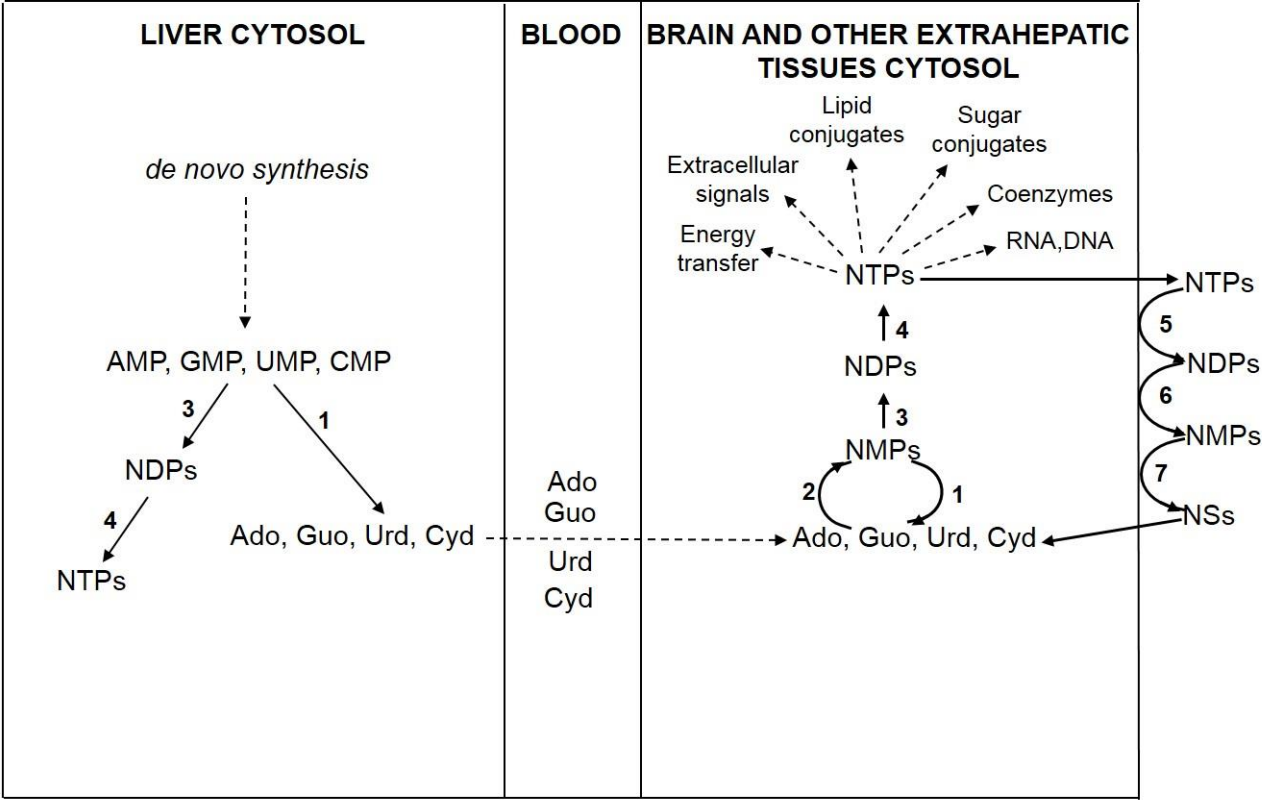 LIVER CYTOSOL
de novo synthesis
AMP, GMP, UMP, CMP
3
1
NDPs
4
Ado, Guo, Urd, Cyd
NTPs
BLOOD
Ado
Guo
Urd
Cyd
BRAIN AND OTHER EXTRAHEPATIC
TISSUES CYTOSOL
Lipid
conjugates
Sugar
conjugates
Extracellular
signals
Coenzymes
Energy
transfer
RNA,DNA
NTPs
4
NDPs
3
NMPs
2
1
Ado, Guo, Urd, Cyd
NTPs
5
NDPs
6
NMPs
7
NSs